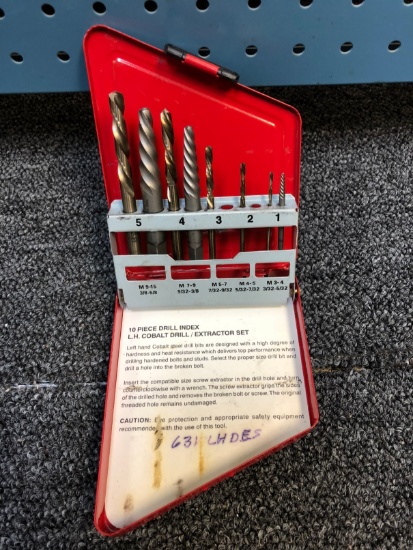 5 4 3 2 1
M 9-15 M 7-9 M 6-7 M 4-5 M 3-4
3/8-5/8 5/32-3/8 7/32-9/32 5/32-7/32 3/32-5/32
10 PIECE DRILL INDEX
L.H. COBALT DRILL / EXTRACTOR SET
Left hand Cobalt steel drill bits are designed with a high degree of
hardness and heat resistance which delivers top performance when
drilling hardened bolts and studs. Select the proper size drill bit and
drill a hole into the broken bolt.
Insert the compatible size screw extractor in the drill hole and turn
counterclockwise with a wrench. The screw extractor grips the sides
of the drilled hole and removes the broken bolt or screw. The original
threaded hole remains undamaged.
CAUTION: Eye protection and appropriate safety equipment
recommended with the use of this tool.
631 LHDES